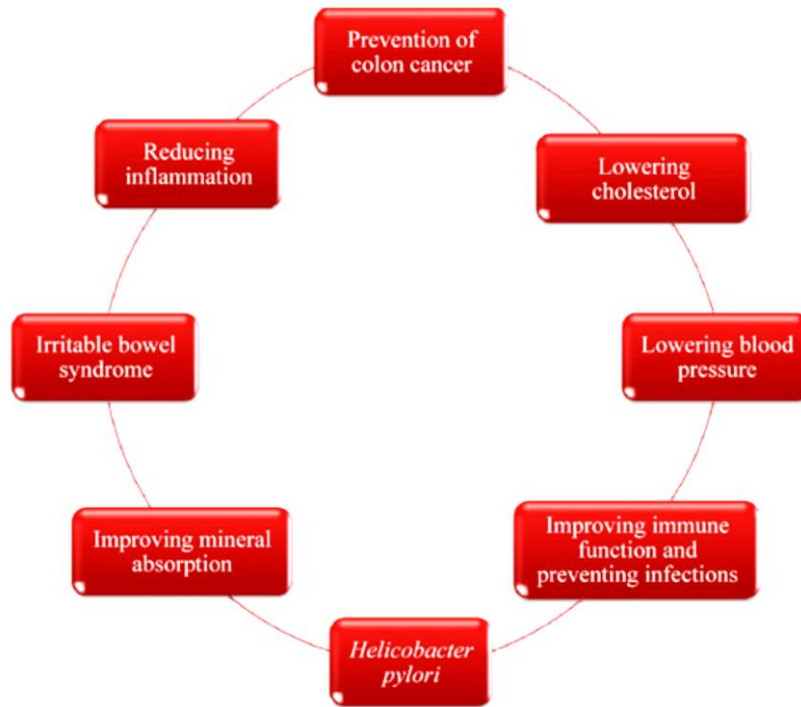 Prevention of
colon cancer
Lowering
cholesterol
Lowering blood
pressure
Improving immune
function and
preventing infections
Helicobacter
pylori
Improving mineral
absorption
Irritable bowel
syndrome
Reducing
inflammation